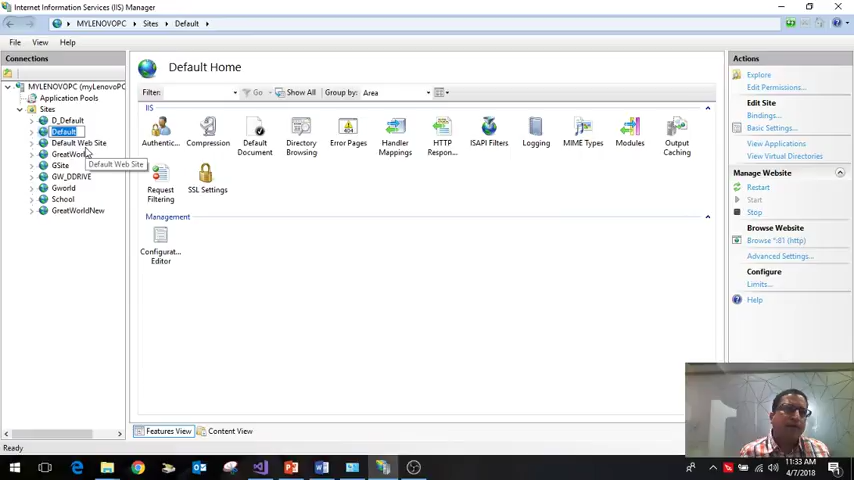 Internet Information Services (IIS) Manager
MYLENOVOPC ▸ Sites ▸ Default ▸
File View Help
Connections
MYLENOVOPC (myLenovoPC
Application Pools
Sites
D_Default
Default
Default Web Site
GreatWorl
Default Web Site
GSite
GW_DDRIVE
Gworld
School
GreatWorldNew
Default Home
Filter: Go Show All Group by: Area
IIS
Authentic...
Compression
Default
Document
Directory
Browsing
Error Pages
Handler
Mappings
HTTP
Respon...
ISAPI Filters
Logging
MIME Types
Modules
Output
Caching
Request
Filtering
SSL Settings
Management
Configurat...
Editor
Features View Content View
Ready
Actions
Explore
Edit Permissions...
Edit Site
Bindings...
Basic Settings...
View Applications
View Virtual Directories
Manage Website
Restart
Start
Stop
Browse Website
Browse *:81 (http)
Advanced Settings...
Configure
Limits...
Help
11:33 AM
4/7/2018